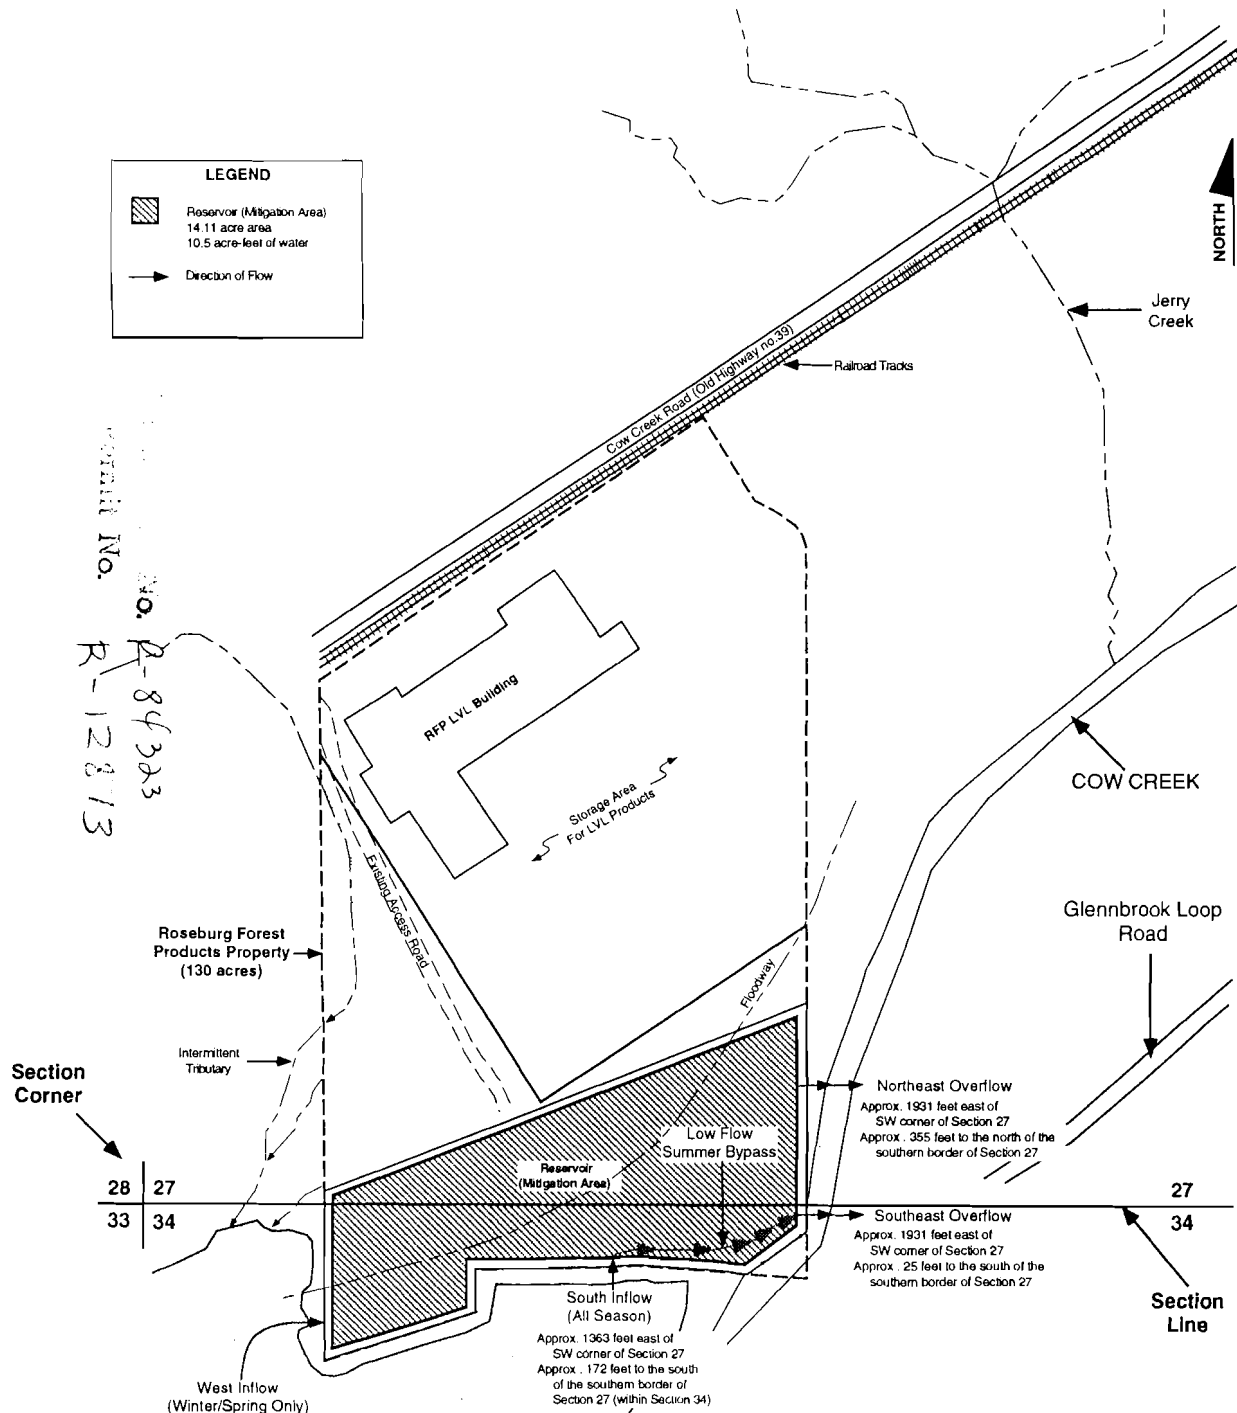 LEGEND
Reservoir (Mitigation Area)
14.11 acre area
10.5 acre-feet of water
Direction of Flow
NORTH
Jerry
Creek
Cow Creek Road (Old Highway no.39)
Railroad Tracks
No. R-84323
Permit No. R-12813
RFP LVL Building
Storage Area
For LVL Products
COW CREEK
Existing Access Road
Glennbrook Loop
Road
Roseburg Forest
Products Property
(130 acres)
Floodway
Intermittent
Tributary
Section
Corner
Northeast Overflow
Approx. 1931 feet east of
SW corner of Section 27
Approx . 355 feet to the north of the
southern border of Section 27
Low Flow
Summer Bypass
Reservoir
(Mitigation Area)
28 27
33 34
27
34
Southeast Overflow
Approx. 1931 feet east of
SW corner of Section 27
Approx . 25 feet to the south of the
southern border of Section 27
Section
Line
South Inflow
(All Season)
Approx. 1363 feet east of
SW corner of Section 27
Approx . 172 feet to the south
of the southern border of
Section 27 (within Section 34)
West Inflow
(Winter/Spring Only)